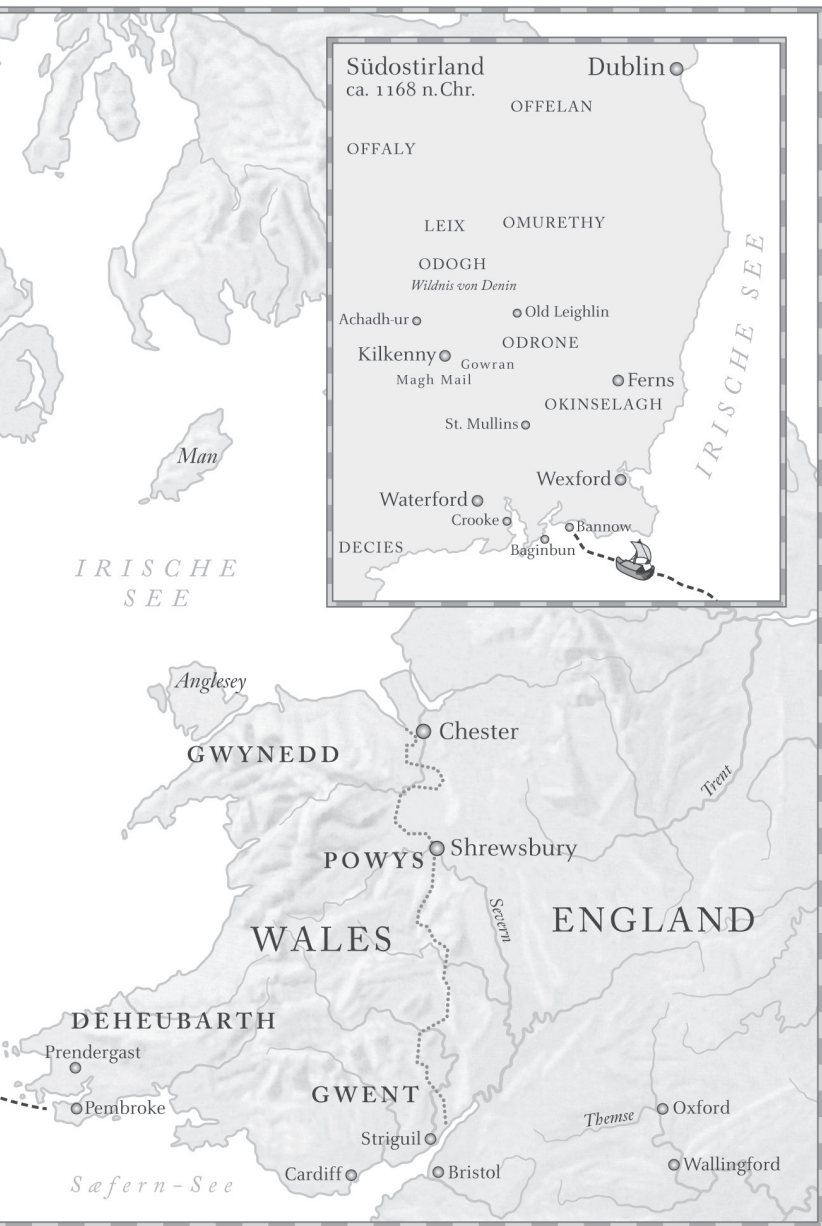 Südostirland
ca. 1168 n. Chr.
Dublin
OFFELAN
OFFALY
LEIX
OMURETHY
ODOGH
Wildnis von Denin
Achadh-ur
Old Leighlin
ODRONE
Kilkenny
Gowran
Magh Mail
Ferns
OKINSELAGH
St. Mullins
Wexford
Waterford
Crooke
Bannow
Baginbun
DECIES
IRISCHE SEE
Man
IRISCHE
SEE
Anglesey
GWYNEDD
Chester
Trent
Shrewsbury
POWYS
Severn
ENGLAND
WALES
DEHEUBARTH
Prendergast
Pembroke
GWENT
Striguil
Themse
Oxford
Wallingford
Cardiff
Bristol
Sæfern-See